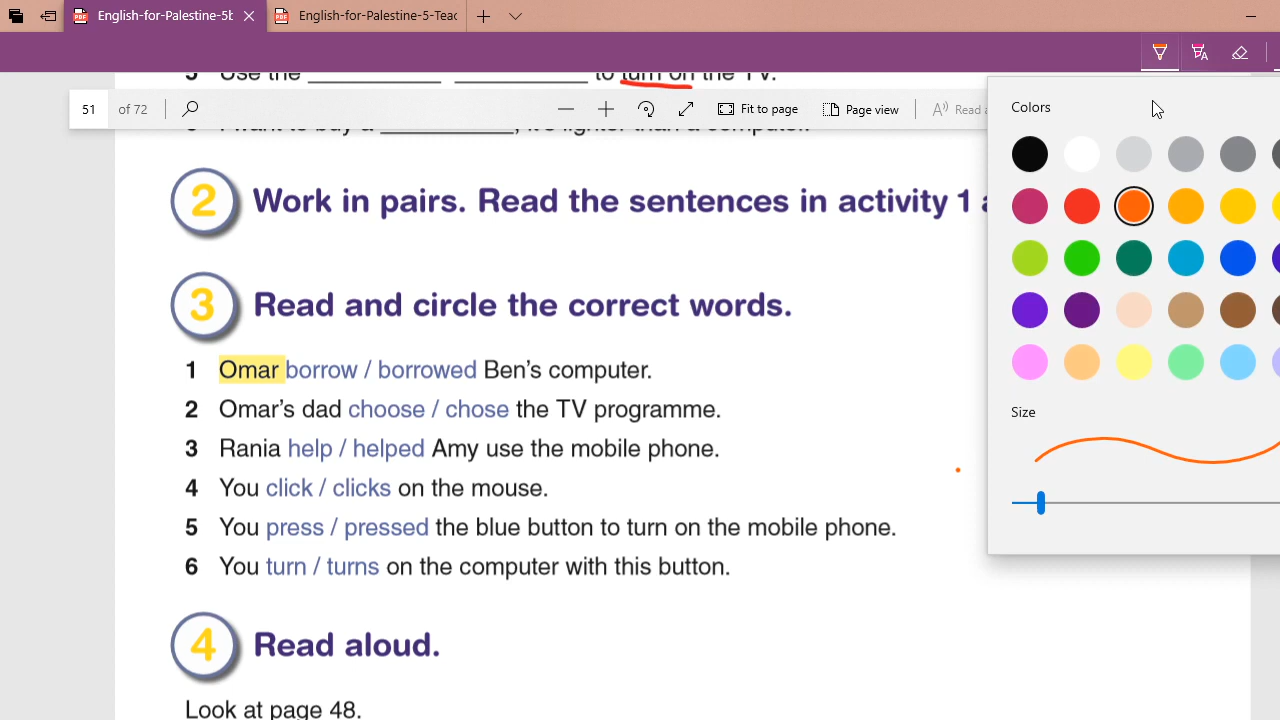 English-for-Palestine-5b
English-for-Palestine-5-Teac
5 Use the ____________ ____________ to turn on the TV.
51 of 72
Fit to page
Page view
Read
Colors
I want to buy a ____________, it's lighter than a computer.
2 Work in pairs. Read the sentences in activity 1
3 Read and circle the correct words.
1 Omar borrow / borrowed Ben's computer.
2 Omar's dad choose / chose the TV programme.
3 Rania help / helped Amy use the mobile phone.
4 You click / clicks on the mouse.
5 You press / pressed the blue button to turn on the mobile phone.
6 You turn / turns on the computer with this button.
Size
4 Read aloud.
Look at page 48.